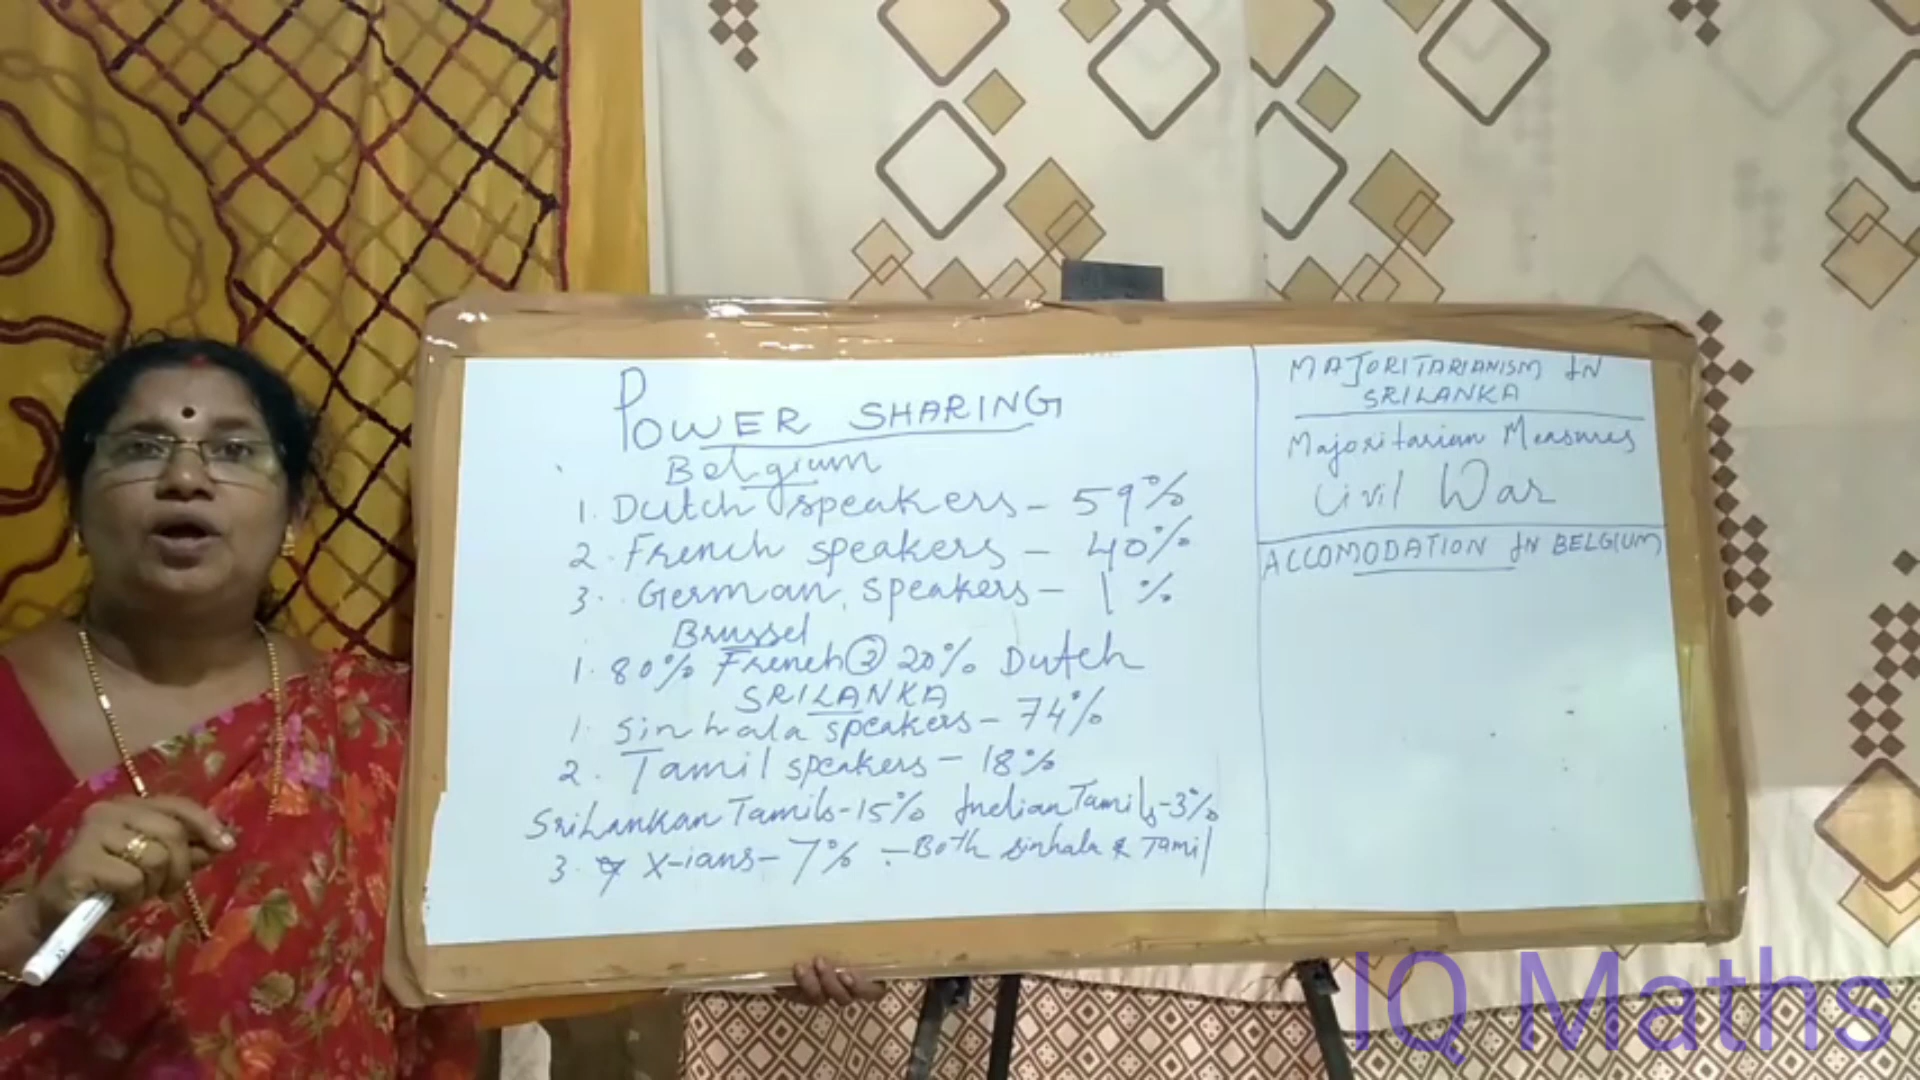 POWER SHARING
Belgium
1. Dutch speakers - 59%
2. French speakers - 40%
3. German speakers - 1%
Brussel
1. 80% French ② 20% Dutch
SRILANKA
1. Sinhala speakers - 74%
2. Tamil speakers - 18%
SriLankan Tamils - 15% Indian Tamils - 3%
3. X-ians - 7% - Both Sinhala & Tamil
MAJORITARIANISM IN
SRILANKA
Majoritarian Measures
Civil War
ACCOMODATION IN BELGIUM
IQ Maths